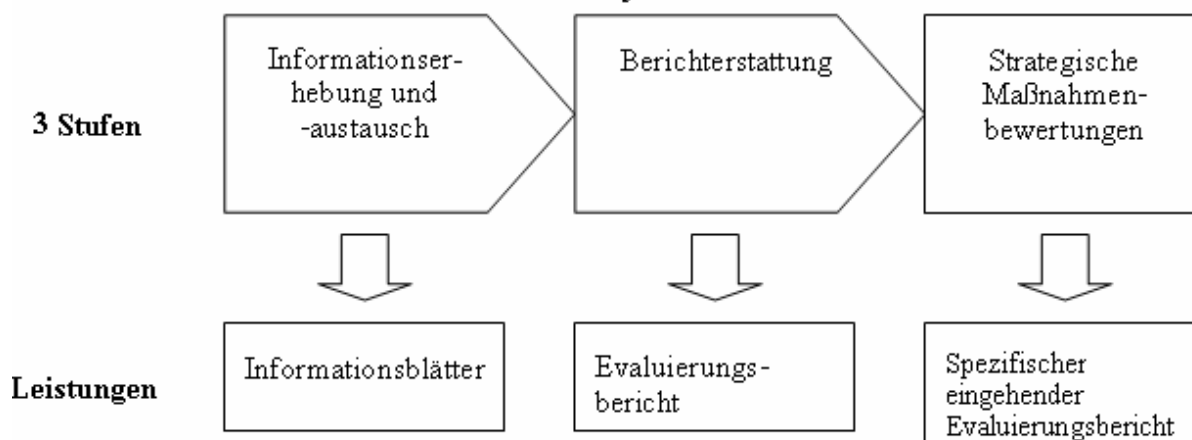 3 Stufen
Informationser-
hebung und
-austausch
Berichterstattung
Strategische
Maßnahmen-
bewertungen
Leistungen
Informationsblätter
Evaluierungs-
bericht
Spezifischer
eingehender
Evaluierungsbericht